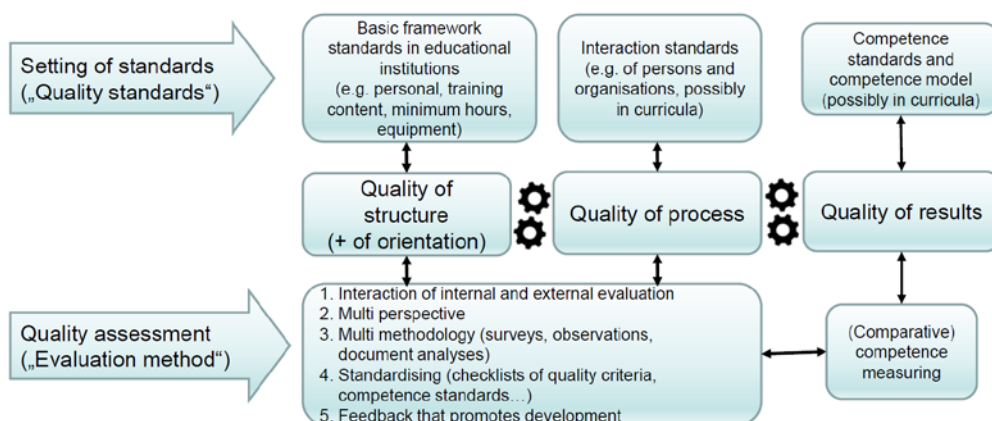 Setting of standards
(„Quality standards“)
Basic framework
standards in educational
institutions
(e.g. personal, training
content, minimum hours,
equipment)
Interaction standards
(e.g. of persons and
organisations, possibly
in curricula)
Competence
standards and
competence model
(possibly in curricula)
Quality of
structure
(+ of orientation)
Quality of process
Quality of results
Quality assessment
(„Evaluation method“)
1. Interaction of internal and external evaluation
2. Multi perspective
3. Multi methodology (surveys, observations,
document analyses)
4. Standardising (checklists of quality criteria,
competence standards…)
5. Feedback that promotes development
(Comparative)
competence
measuring